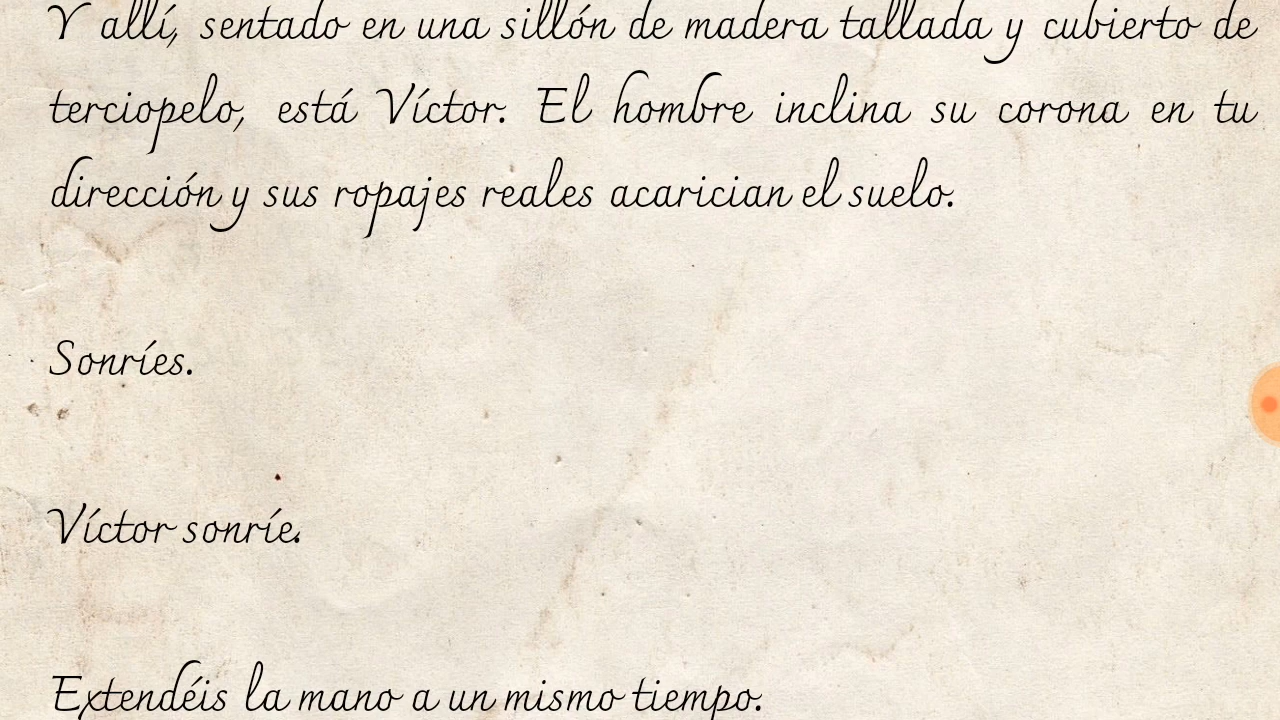 Y allí, sentado en una sillón de madera tallada y cubierto de
terciopelo, está Víctor. El hombre inclina su corona en tu
dirección y sus ropajes reales acarician el suelo.
Sonríes.
Víctor sonríe.
Extendéis la mano a un mismo tiempo.